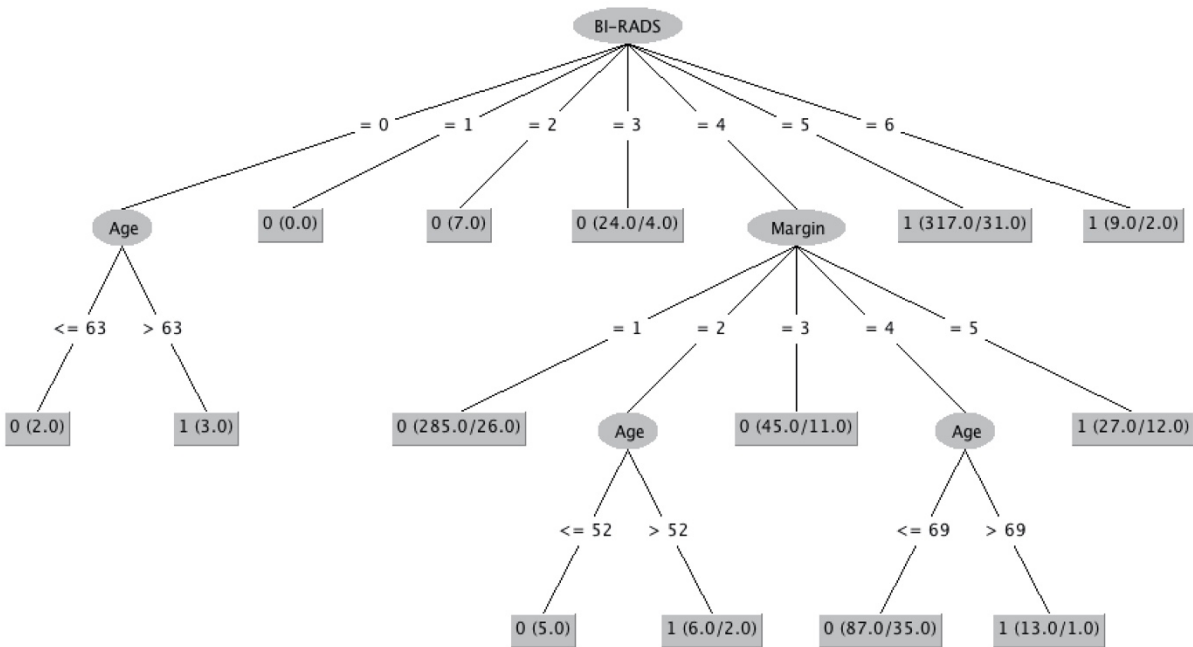 BI-RADS
= 0 = 1 = 2 = 3 = 4 = 5 = 6
Age 0 (0.0) 0 (7.0) 0 (24.0/4.0) Margin 1 (317.0/31.0) 1 (9.0/2.0)
<= 63 > 63 = 1 = 2 = 3 = 4 = 5
0 (2.0) 1 (3.0) 0 (285.0/26.0) Age 0 (45.0/11.0) Age 1 (27.0/12.0)
<= 52 > 52 <= 69 > 69
0 (5.0) 1 (6.0/2.0) 0 (87.0/35.0) 1 (13.0/1.0)